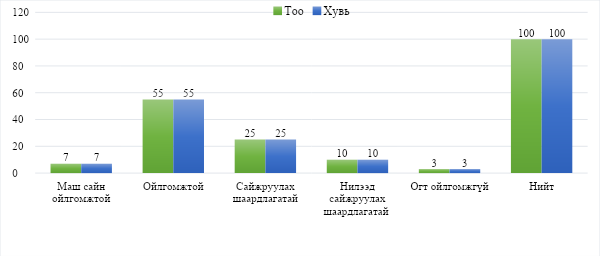 Тоо Хувь
120
100
80
60
40
20
0
7 7
55 55
25 25
10 10
3 3
100 100
Маш сайн
ойлгомжтой
Ойлгомжтой
Сайжруулах
шаардлагатай
Нилээд
сайжруулах
шаардлагатай
Огт ойлгомжгүй
Нийт